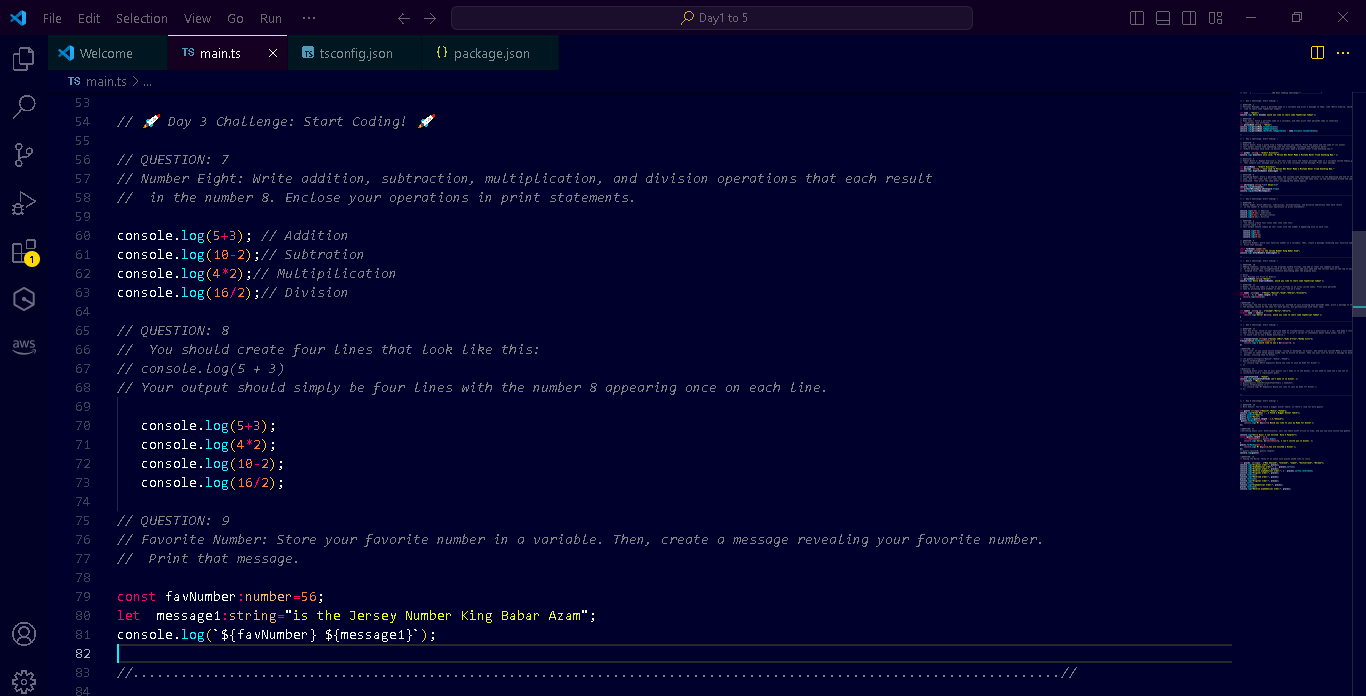 File Edit Selection View Go Run ··· Day1 to 5
Welcome TS main.ts TS tsconfig.json {} package.json
TS main.ts > ...
53
54 // 🚀 Day 3 Challenge: Start Coding! 🚀
55
56 // QUESTION: 7
57 // Number Eight: Write addition, subtraction, multiplication, and division operations that each result
58 //  in the number 8. Enclose your operations in print statements.
59
60 console.log(5+3); // Addition
61 console.log(10-2);// Subtration
62 console.log(4*2);// Multipilication
63 console.log(16/2);// Division
64
65 // QUESTION: 8
66 //  You should create four lines that look like this:
67 // console.log(5 + 3)
68 // Your output should simply be four lines with the number 8 appearing once on each line.
69
70    console.log(5+3);
71    console.log(4*2);
72    console.log(10-2);
73    console.log(16/2);
74
75 // QUESTION: 9
76 // Favorite Number: Store your favorite number in a variable. Then, create a message revealing your favorite number.
77 //  Print that message.
78
79 const favNumber:number=56;
80 let  message1:string="is the Jersey Number King Babar Azam";
81 console.log(`${favNumber} ${message1}`);
82
83 //....................................................................................................................//
84
1
aws